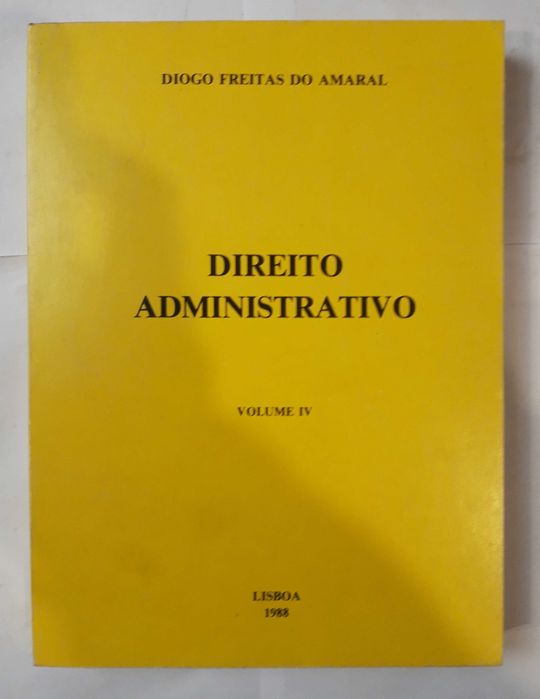 DIOGO FREITAS DO AMARAL
DIREITO
ADMINISTRATIVO
VOLUME IV
LISBOA
1988